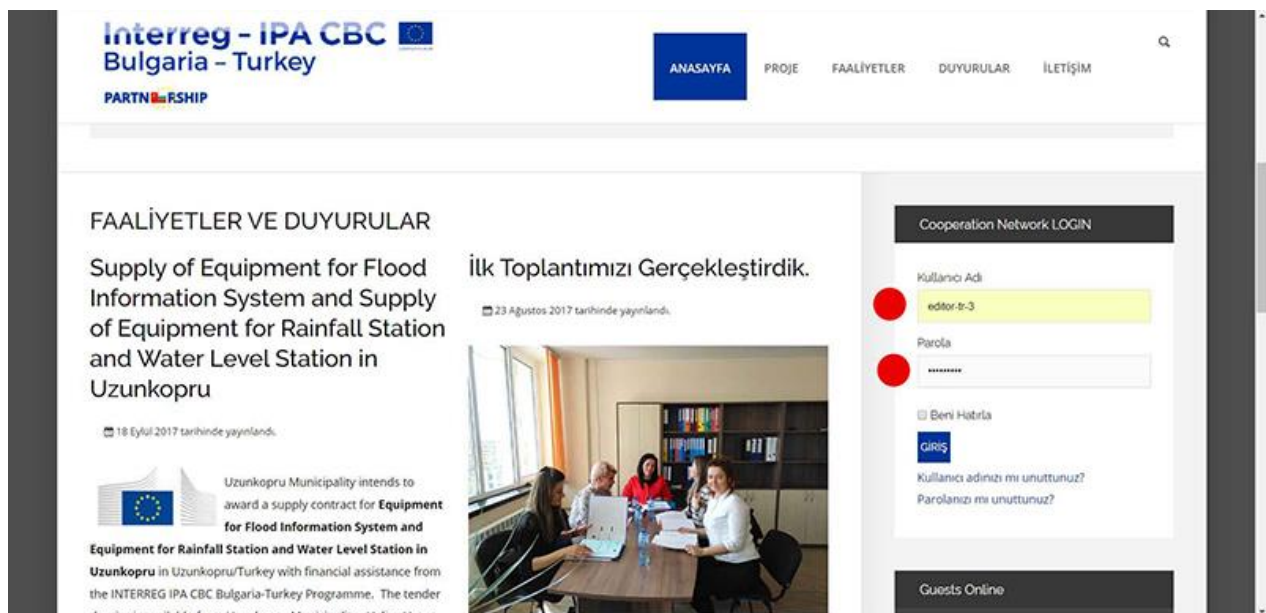 Interreg - IPA CBC
Bulgaria - Turkey
PARTNERSHIP
ANASAYFA
PROJE
FAALİYETLER
DUYURULAR
İLETİŞİM
FAALİYETLER VE DUYURULAR
Supply of Equipment for Flood
Information System and Supply
of Equipment for Rainfall Station
and Water Level Station in
Uzunkopru
18 Eylül 2017 tarihinde yayınlandı.
Uzunkopru Municipality intends to
award a supply contract for Equipment
for Flood Information System and
Equipment for Rainfall Station and Water Level Station in
Uzunkopru in Uzunkopru/Turkey with financial assistance from
the INTERREG IPA CBC Bulgaria-Turkey Programme. The tender
İlk Toplantımızı Gerçekleştirdik.
23 Ağustos 2017 tarihinde yayınlandı.
Cooperation Network LOGIN
Kullanıcı Adı
editor-tr-3
Parola
•••••••••
Beni Hatırla
GİRİŞ
Kullanıcı adınızı mı unuttunuz?
Parolanızı mı unuttunuz?
Guests Online